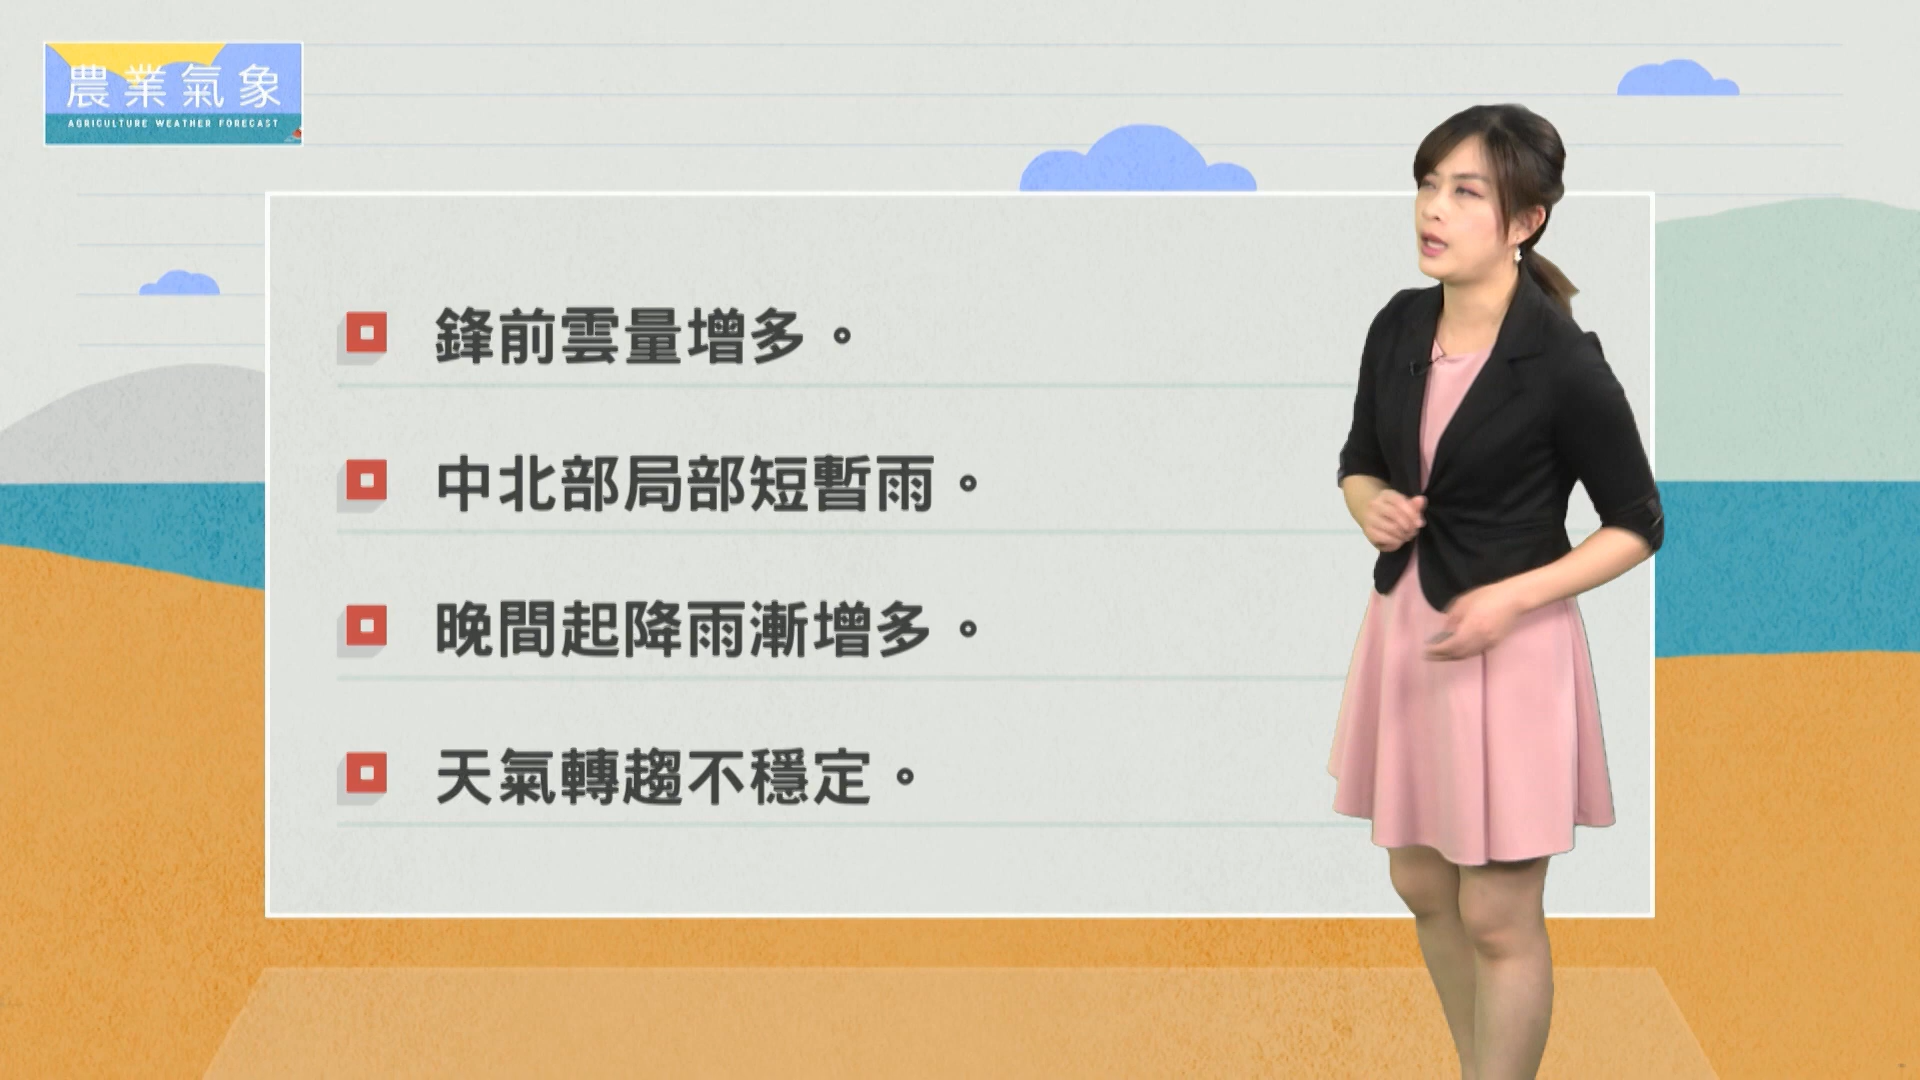 農業氣象
AGRICULTURE WEATHER FORECAST
鋒前雲量增多。
中北部局部短暫雨。
晚間起降雨漸增多。
天氣轉趨不穩定。